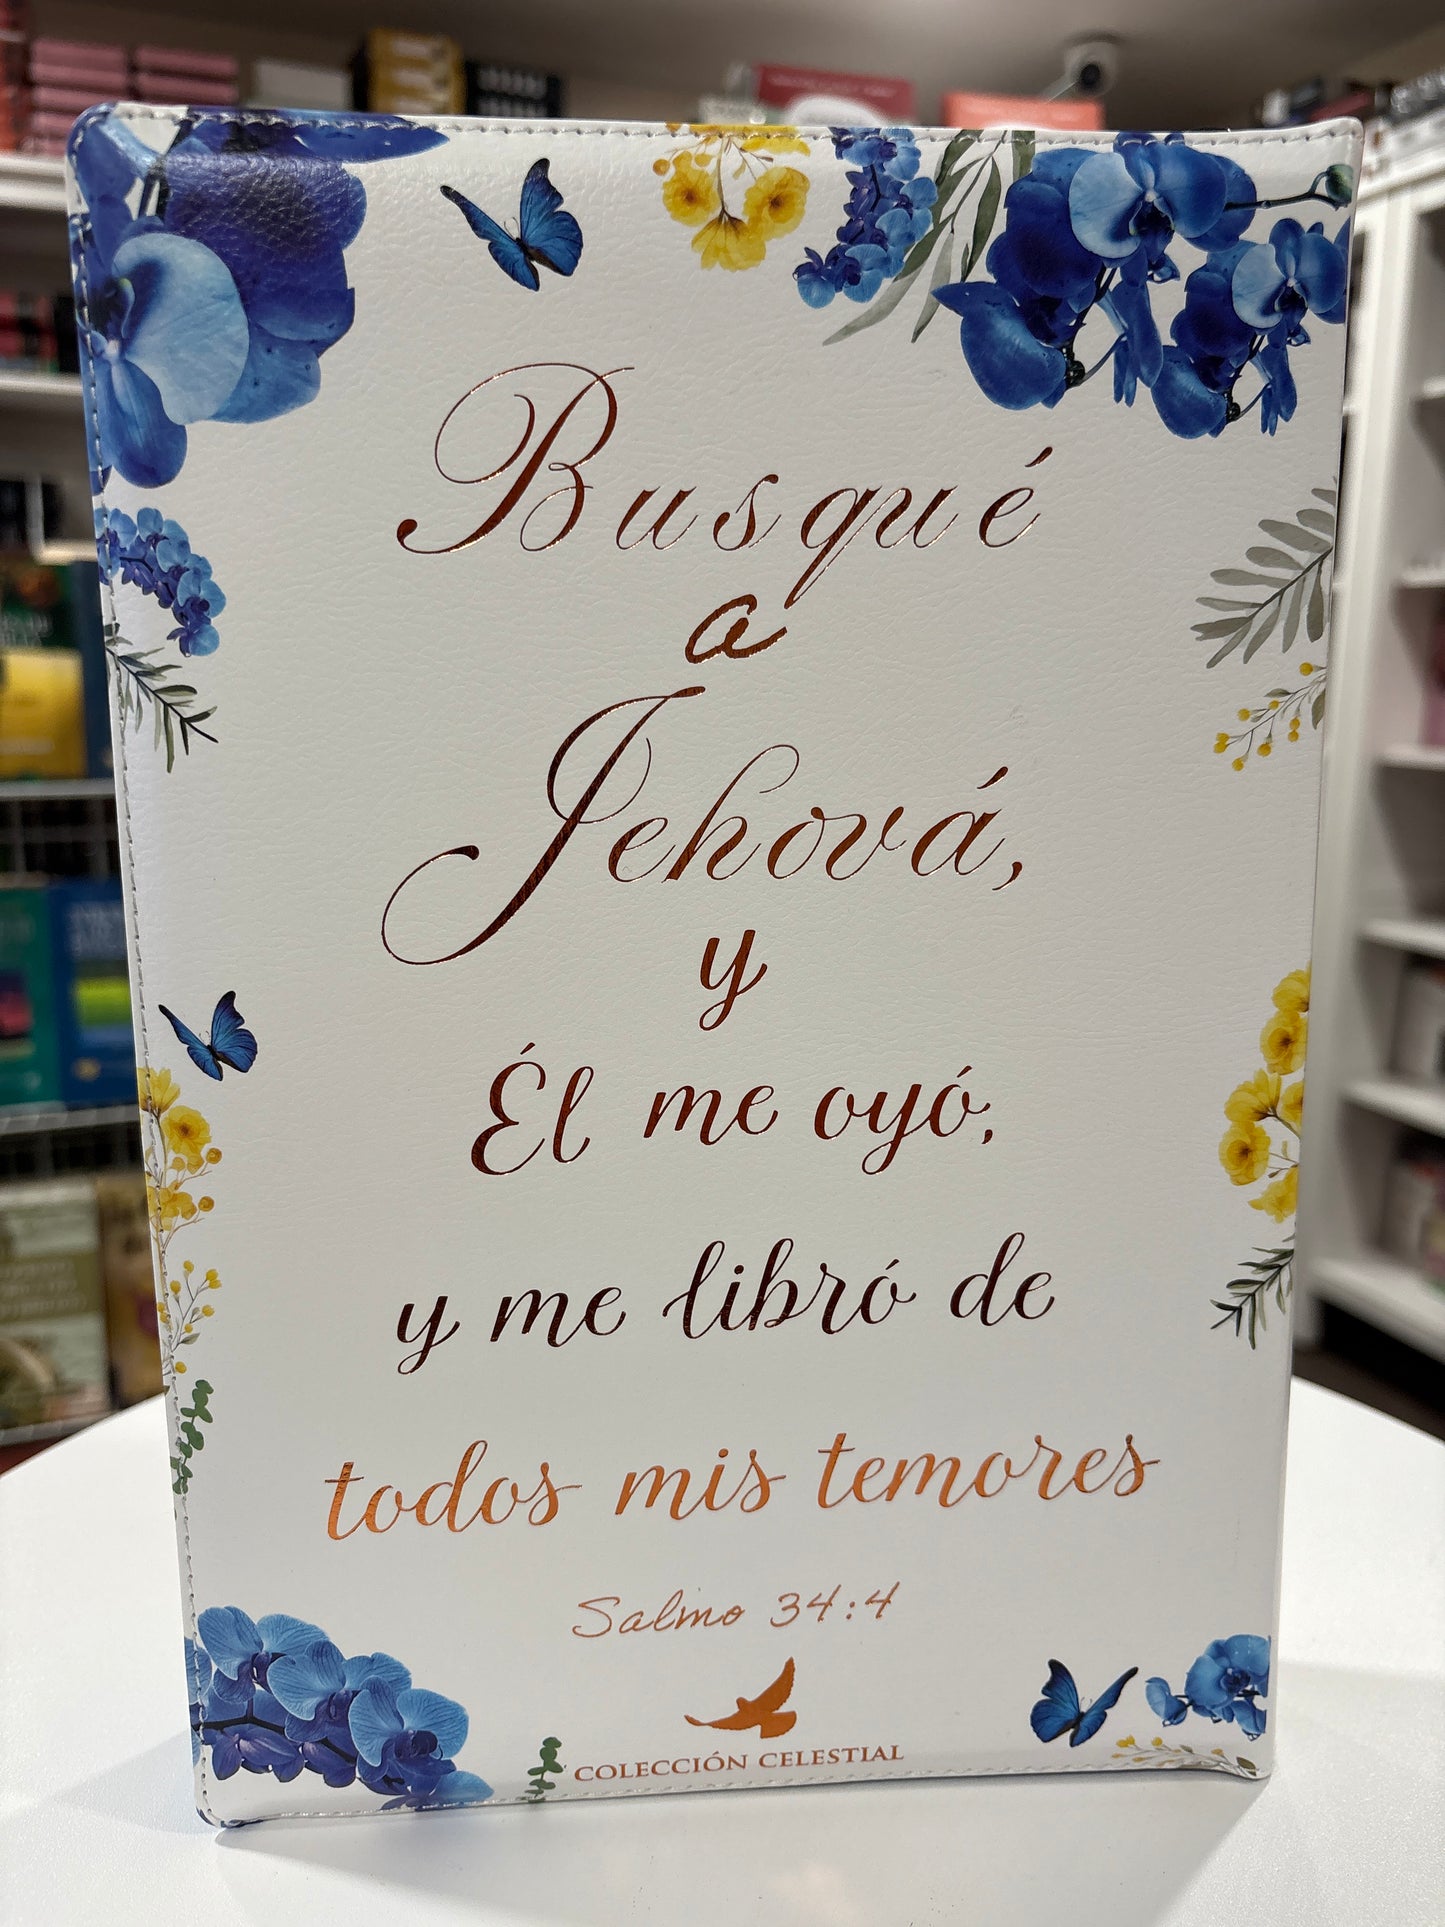 Busqué
a
Jehová,
y
Él me oyó,
y me libró de
todos mis temores
Salmo 34:4
COLECCIÓN CELESTIAL